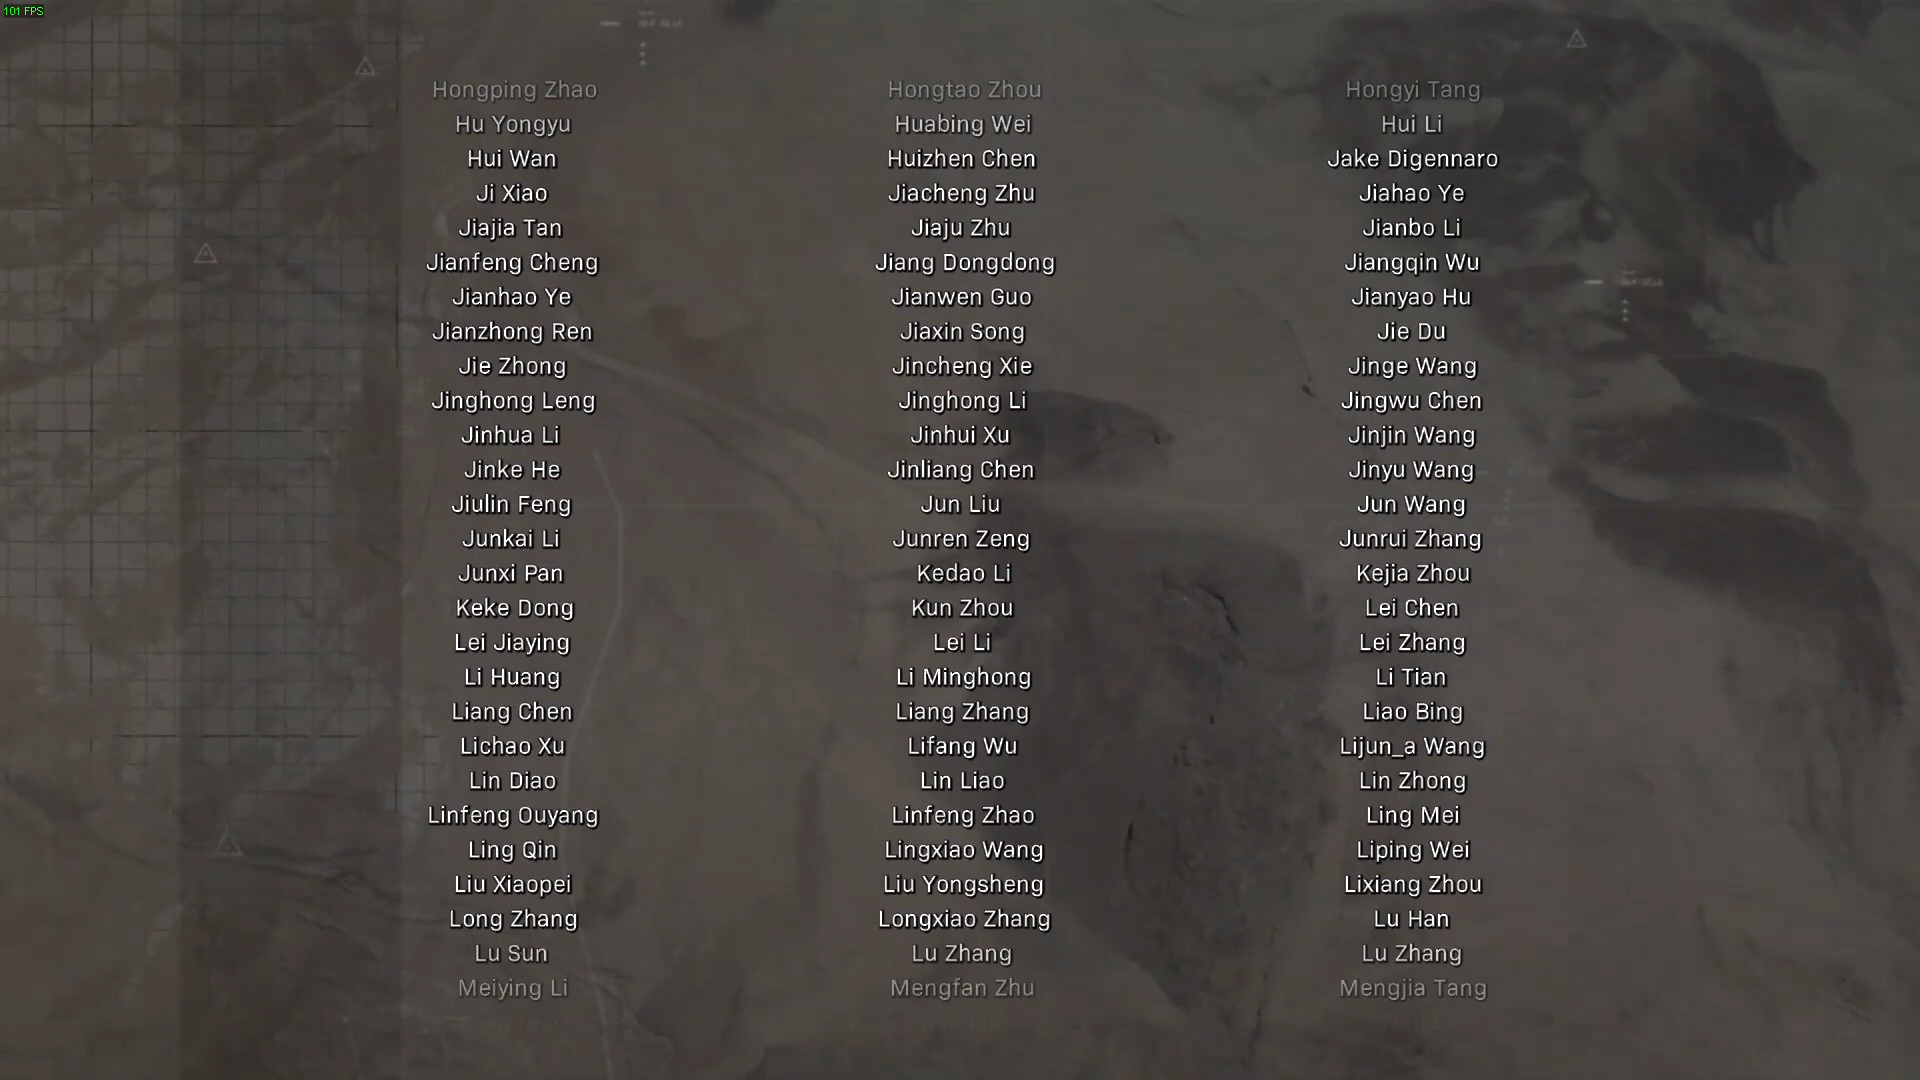 101 FPS
Hongping Zhao Hongtao Zhou Hongyi Tang
Hu Yongyu Huabing Wei Hui Li
Hui Wan Huizhen Chen Jake Digennaro
Ji Xiao Jiacheng Zhu Jiahao Ye
Jiajia Tan Jiaju Zhu Jianbo Li
Jianfeng Cheng Jiang Dongdong Jiangqin Wu
Jianhao Ye Jianwen Guo Jianyao Hu
Jianzhong Ren Jiaxin Song Jie Du
Jie Zhong Jincheng Xie Jinge Wang
Jinghong Leng Jinghong Li Jingwu Chen
Jinhua Li Jinhui Xu Jinjin Wang
Jinke He Jinliang Chen Jinyu Wang
Jiulin Feng Jun Liu Jun Wang
Junkai Li Junren Zeng Junrui Zhang
Junxi Pan Kedao Li Kejia Zhou
Keke Dong Kun Zhou Lei Chen
Lei Jiaying Lei Li Lei Zhang
Li Huang Li Minghong Li Tian
Liang Chen Liang Zhang Liao Bing
Lichao Xu Lifang Wu Lijun_a Wang
Lin Diao Lin Liao Lin Zhong
Linfeng Ouyang Linfeng Zhao Ling Mei
Ling Qin Lingxiao Wang Liping Wei
Liu Xiaopei Liu Yongsheng Lixiang Zhou
Long Zhang Longxiao Zhang Lu Han
Lu Sun Lu Zhang Lu Zhang
Meiying Li Mengfan Zhu Mengjia Tang